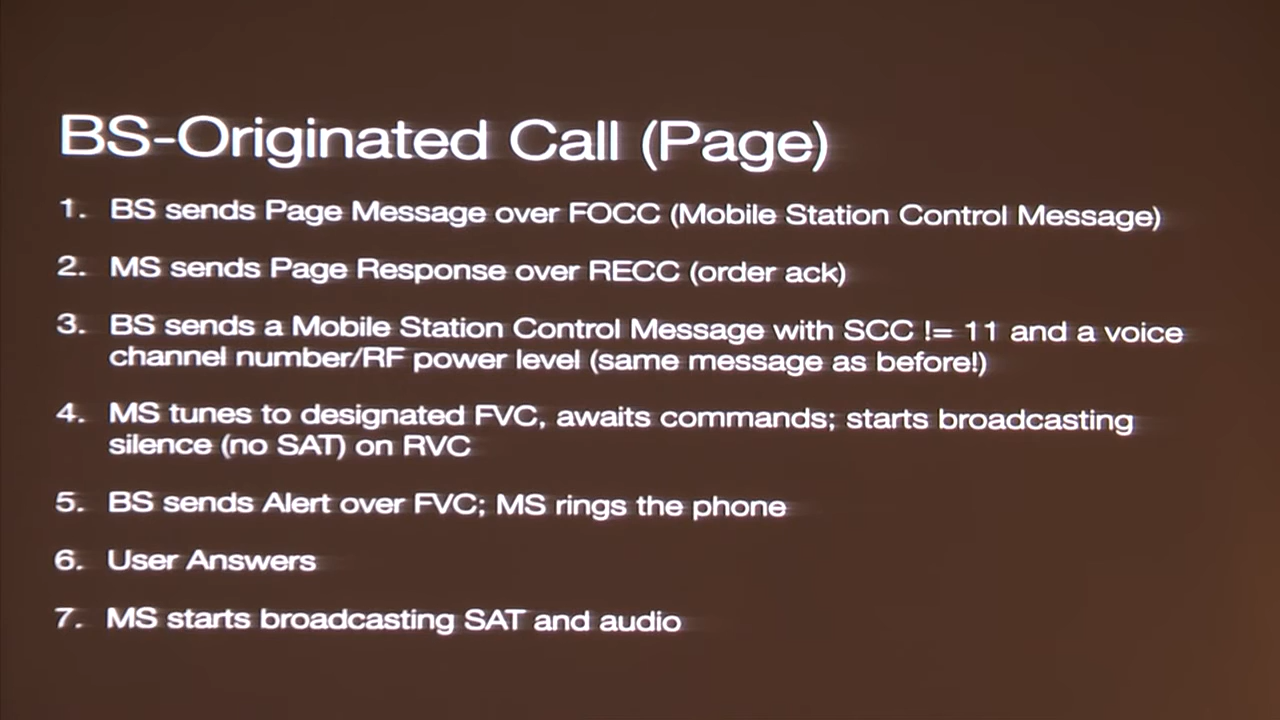 BS-Originated Call (Page)
1. BS sends Page Message over FOCC (Mobile Station Control Message)
2. MS sends Page Response over RECC (order ack)
3. BS sends a Mobile Station Control Message with SCC != 11 and a voice
channel number/RF power level (same message as before!)
4. MS tunes to designated FVC, awaits commands; starts broadcasting
silence (no SAT) on RVC
5. BS sends Alert over FVC; MS rings the phone
6. User Answers
7. MS starts broadcasting SAT and audio